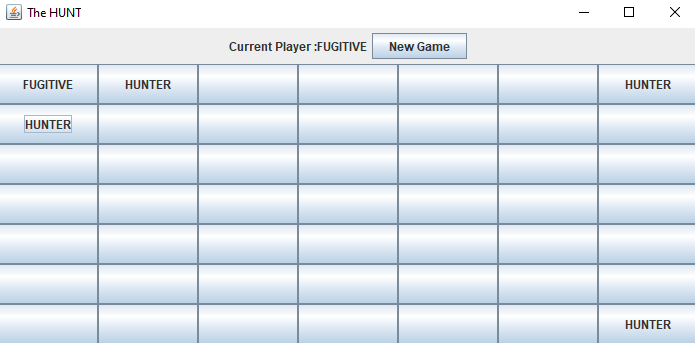 The HUNT
Current Player :FUGITIVE New Game
FUGITIVE HUNTER HUNTER
HUNTER
HUNTER